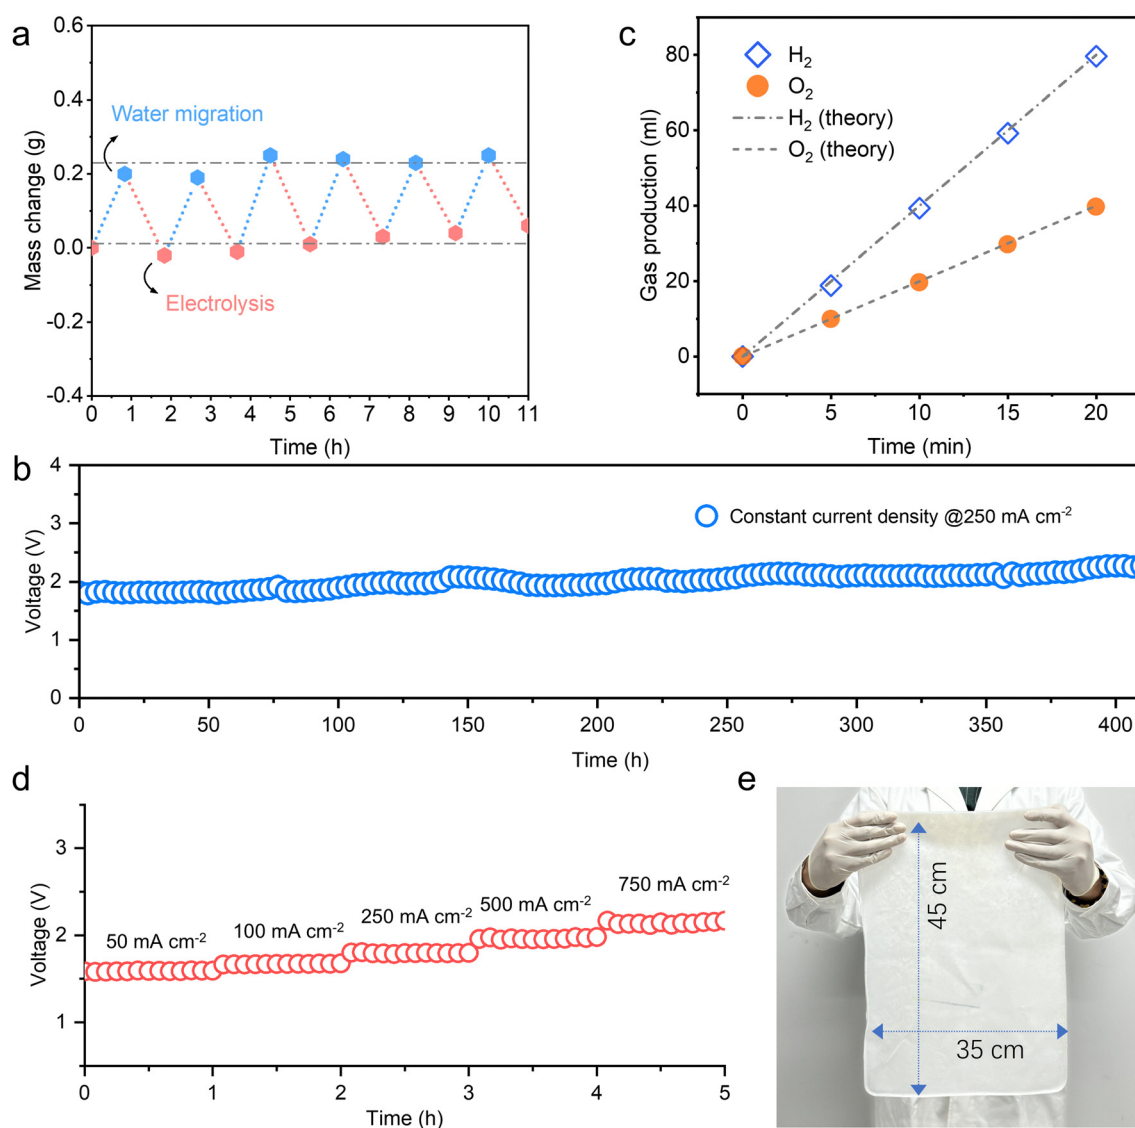 a
0.6
0.4
0.2
0.0
-0.2
-0.4
Mass change (g)
Water migration
Electrolysis
0 1 2 3 4 5 6 7 8 9 10 11
Time (h)
c
80
60
40
20
0
Gas production (ml)
H₂
O₂
H₂ (theory)
O₂ (theory)
0 5 10 15 20
Time (min)
b
4
3
2
1
0
Voltage (V)
Constant current density @250 mA cm⁻²
0 50 100 150 200 250 300 350 400
Time (h)
d
3
2
1
Voltage (V)
50 mA cm⁻²
100 mA cm⁻²
250 mA cm⁻²
500 mA cm⁻²
750 mA cm⁻²
0 1 2 3 4 5
Time (h)
e
45 cm
35 cm